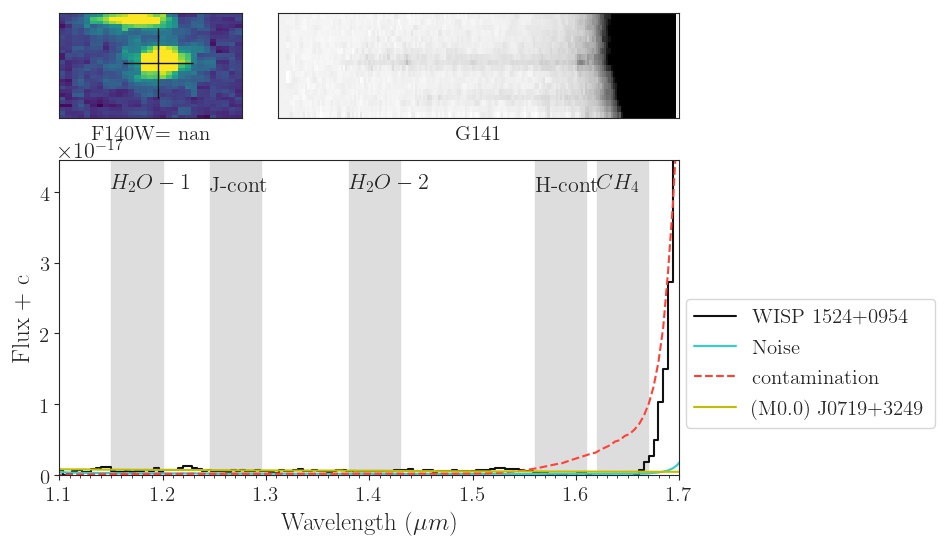 F140W= nan
G141
×10⁻¹⁷
H₂O − 1
J-cont
H₂O − 2
H-cont
CH₄
4
3
2
1
0
Flux + c
1.1
1.2
1.3
1.4
1.5
1.6
1.7
Wavelength (μm)
WISP 1524+0954
Noise
contamination
(M0.0) J0719+3249